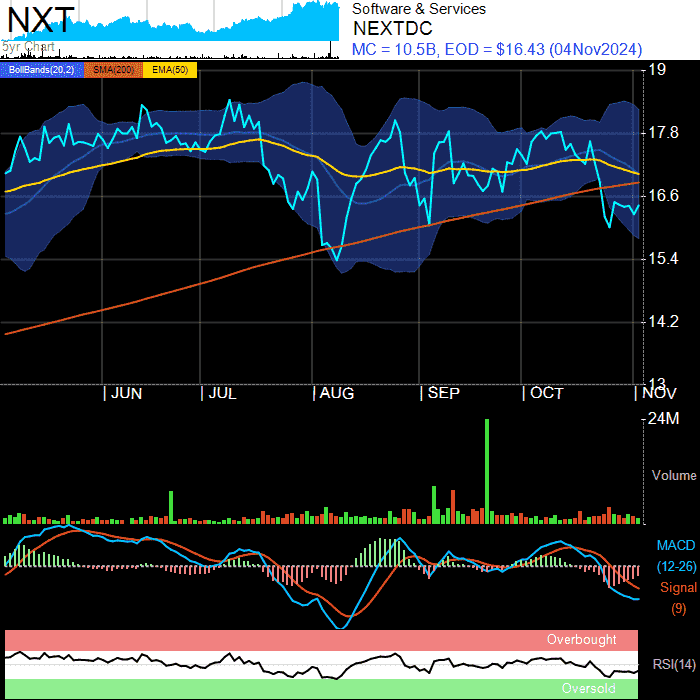 NXT
5yr Chart
Software & Services
NEXTDC
MC = 10.5B, EOD = $16.43 (04Nov2024)
BollBands(20,2) SMA(200) EMA(50)
19
17.8
16.6
15.4
14.2
13
JUN JUL AUG SEP OCT NOV
24M
Volume
MACD
(12-26)
Signal
(9)
Overbought
RSI(14)
Oversold